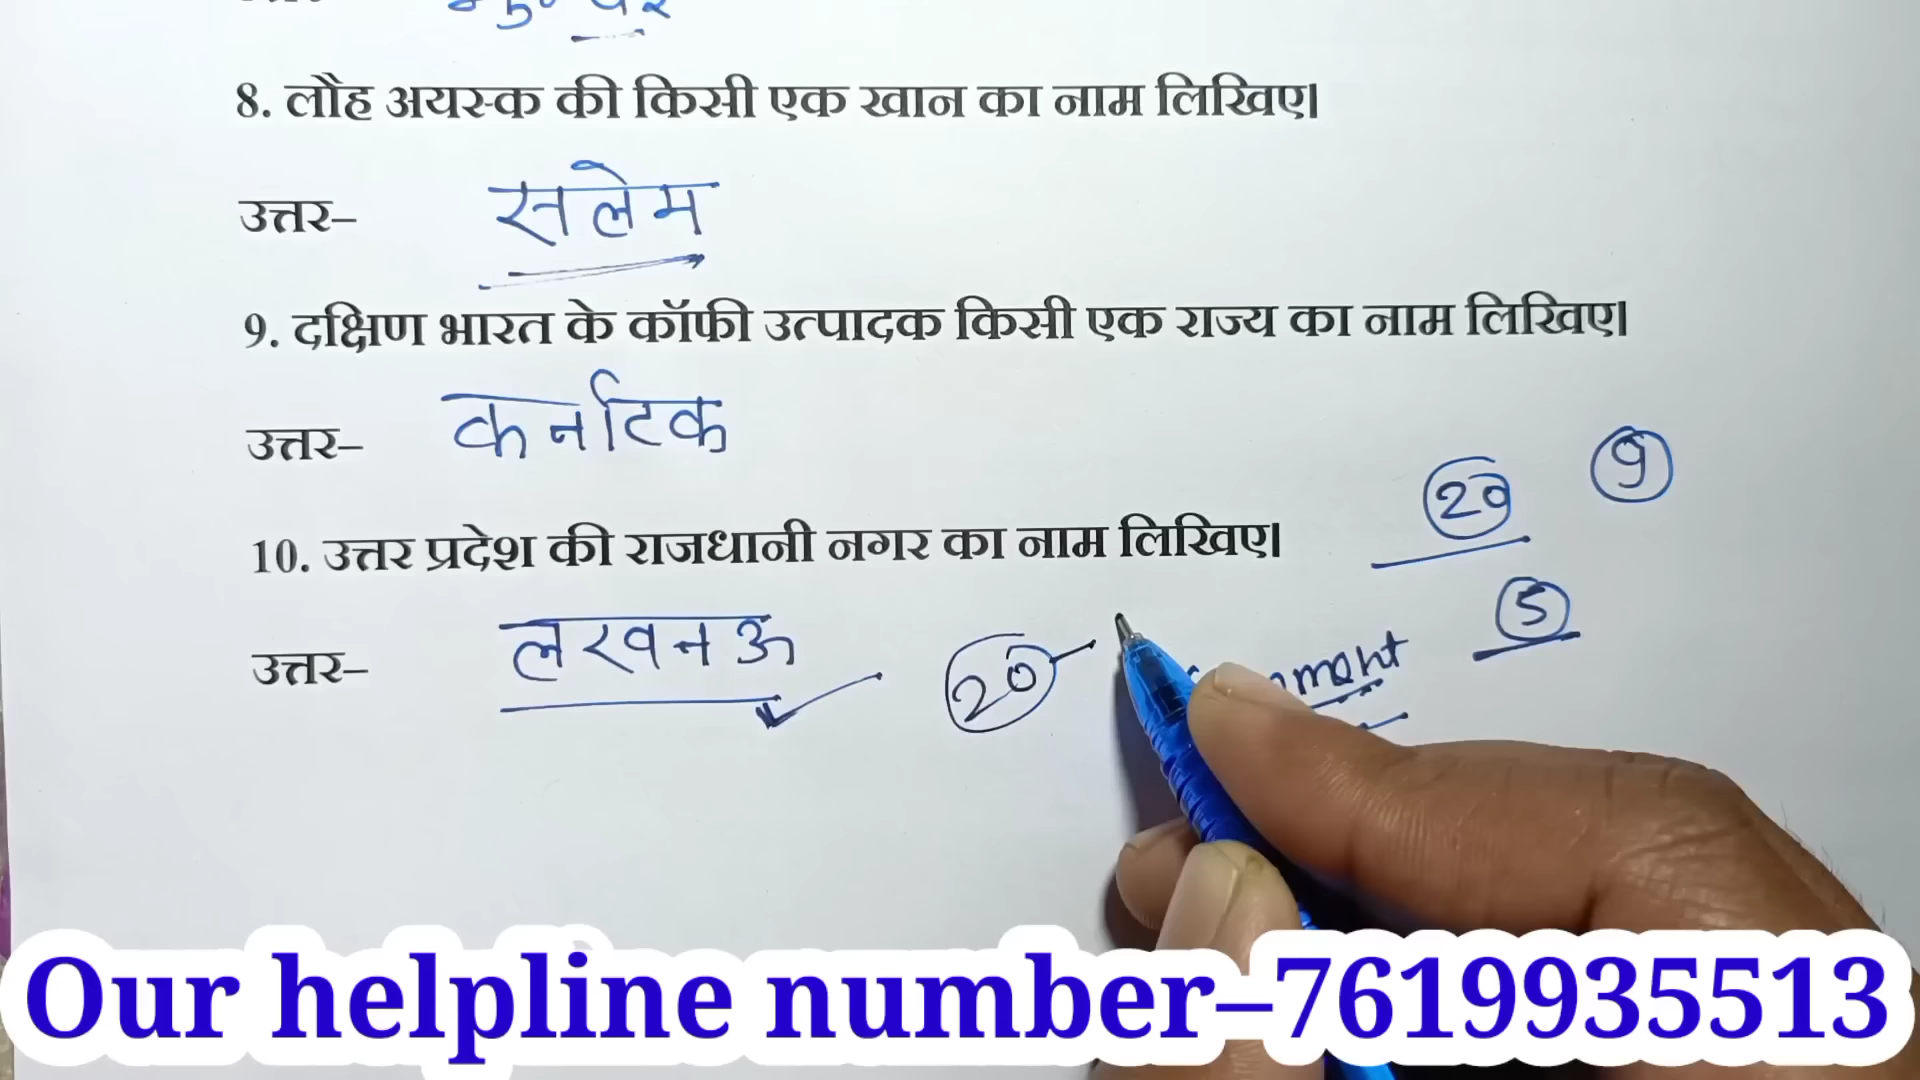 8. लौह अयस्क की किसी एक खान का नाम लिखिए।
उत्तर– सलेम
9. दक्षिण भारत के कॉफी उत्पादक किसी एक राज्य का नाम लिखिए।
उत्तर– कर्नाटक
20 9
10. उत्तर प्रदेश की राजधानी नगर का नाम लिखिए।
5
उत्तर– लखनऊ 20
Our helpline number–7619935513